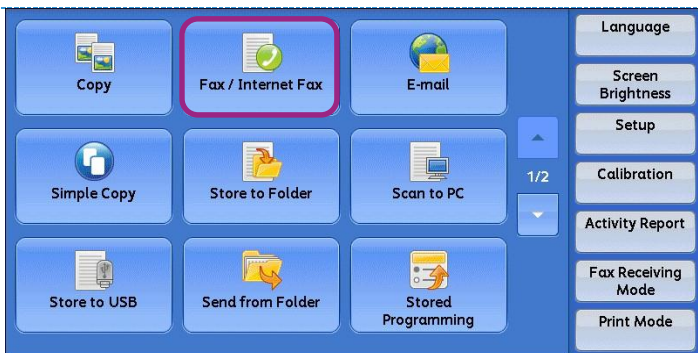 Copy
Fax / Internet Fax
E-mail
Simple Copy
Store to Folder
Scan to PC
Store to USB
Send from Folder
Stored
Programming
1/2
Language
Screen
Brightness
Setup
Calibration
Activity Report
Fax Receiving
Mode
Print Mode